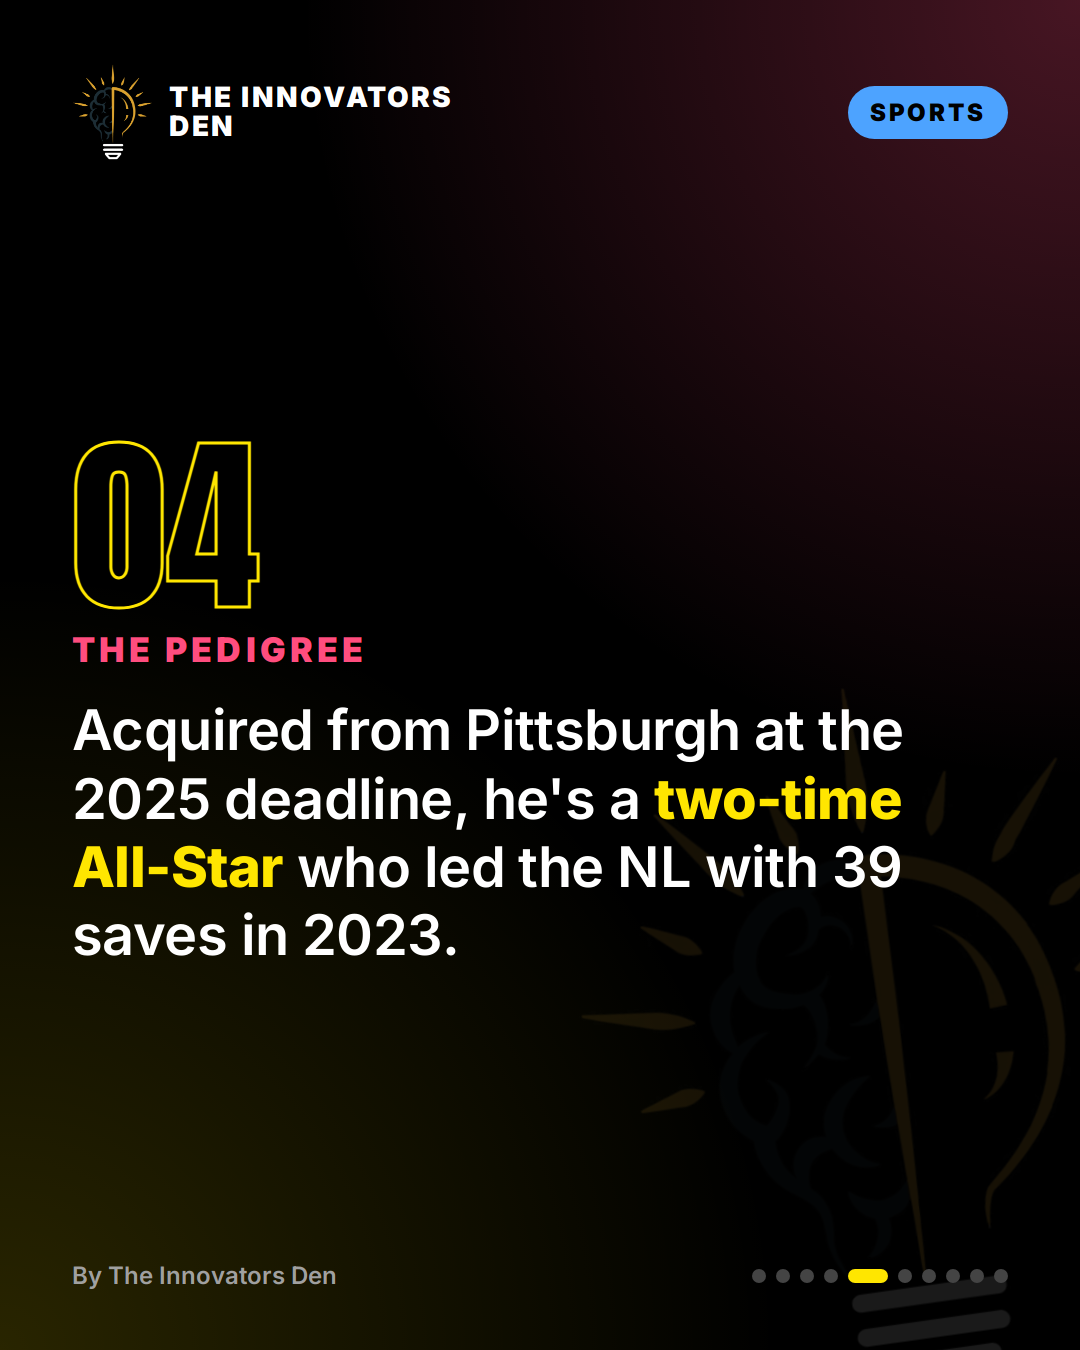 THE INNOVATORS
DEN
SPORTS
04
THE PEDIGREE
Acquired from Pittsburgh at the
2025 deadline, he's a two-time
All-Star who led the NL with 39
saves in 2023.
By The Innovators Den